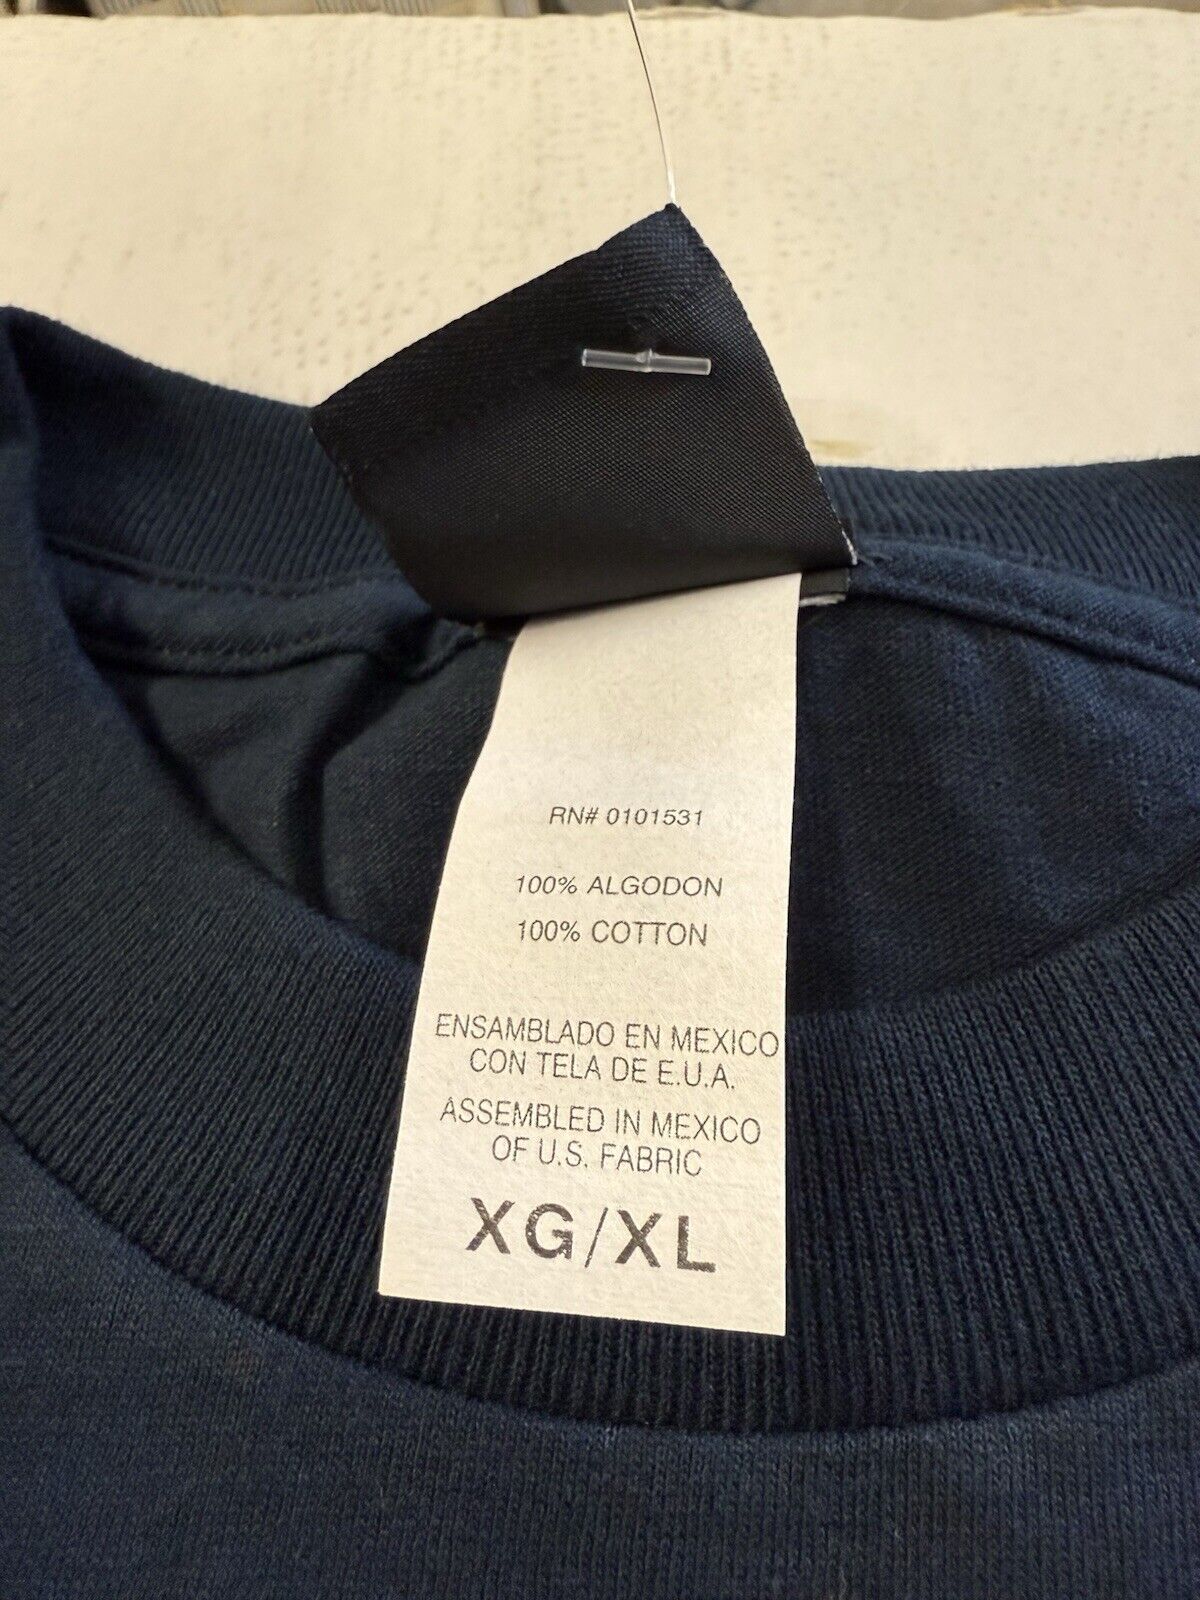 RN# 0101531
100% ALGODON
100% COTTON
ENSAMBLADO EN MEXICO
CON TELA DE E.U.A.
ASSEMBLED IN MEXICO
OF U.S. FABRIC
XG/XL